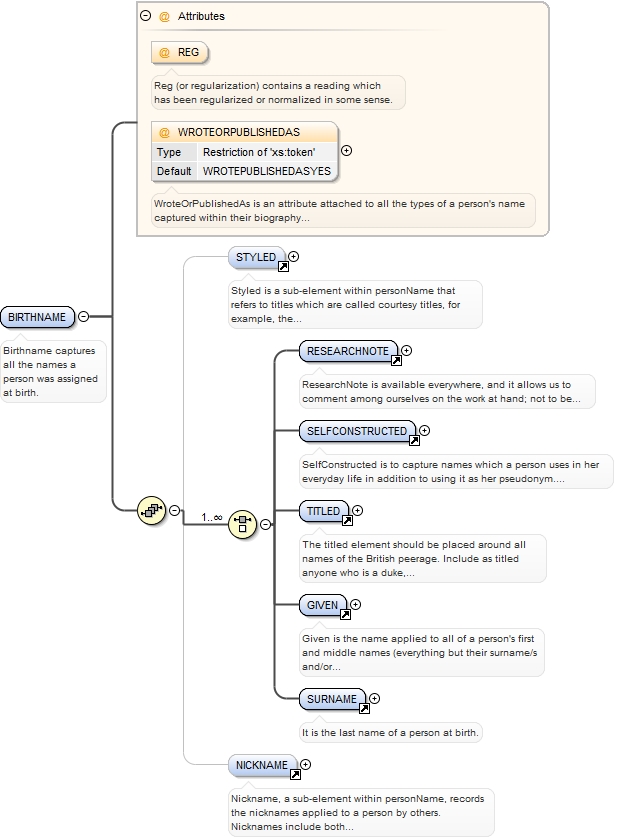 Attributes
@ REG
Reg (or regularization) contains a reading which
has been regularized or normalized in some sense.
@ WROTEORPUBLISHEDAS
Type Restriction of 'xs:token'
Default WROTEPUBLISHEDASYES
WroteOrPublishedAs is an attribute attached to all the types of a person's name
captured within their biography...
STYLED
Styled is a sub-element within personName that
refers to titles which are called courtesy titles, for
example, the...
BIRTHNAME
Birthname captures
all the names a
person was assigned
at birth.
RESEARCHNOTE
ResearchNote is available everywhere, and it allows us to
comment among ourselves on the work at hand; not to be...
SELFCONSTRUCTED
SelfConstructed is to capture names which a person uses in her
everyday life in addition to using it as her pseudonym....
1..∞
TITLED
The titled element should be placed around all
names of the British peerage. Include as titled
anyone who is a duke,...
GIVEN
Given is the name applied to all of a person's first
and middle names (everything but their surname/s
and/or...
SURNAME
It is the last name of a person at birth.
NICKNAME
Nickname, a sub-element within personName, records
the nicknames applied to a person by others.
Nicknames include both...